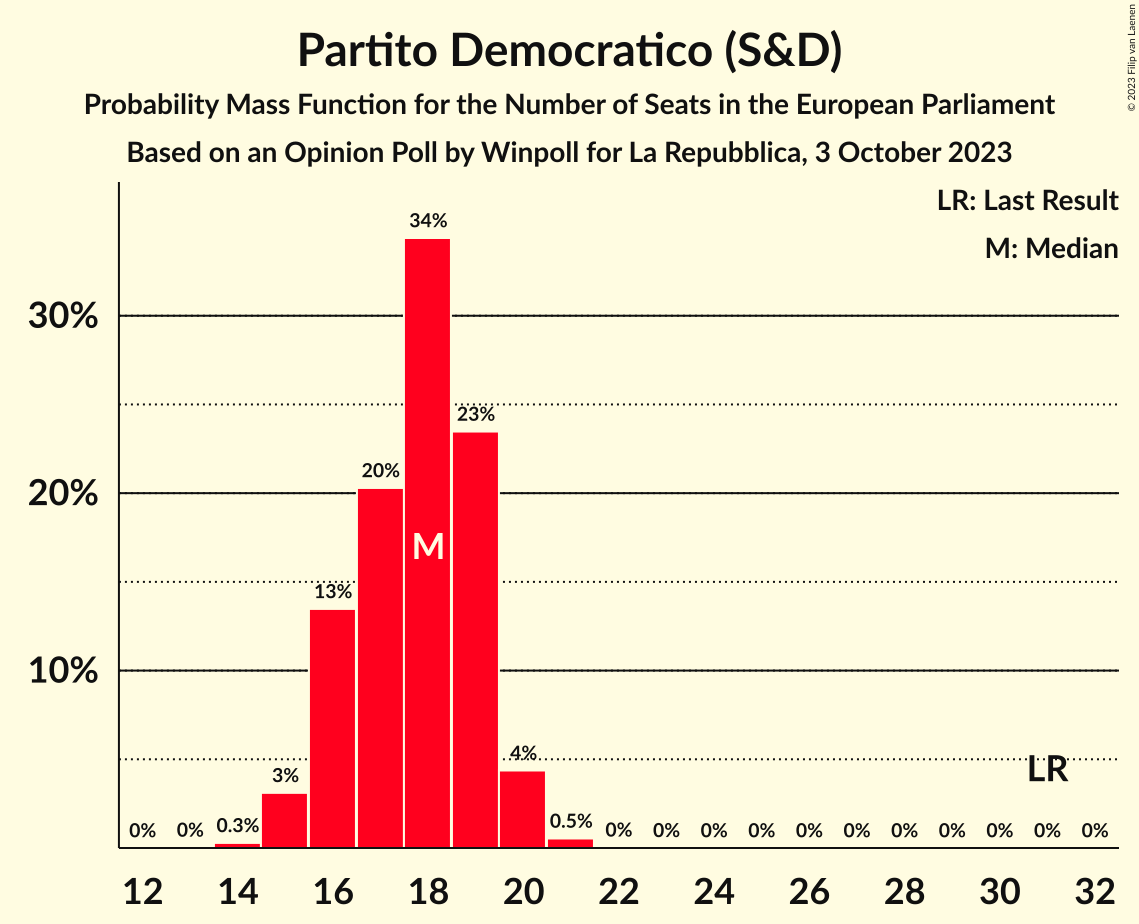 Partito Democratico (S&D)
Probability Mass Function for the Number of Seats in the European Parliament
Based on an Opinion Poll by Winpoll for La Repubblica, 3 October 2023
© 2023 Filip van Laenen
LR: Last Result
M: Median
34%
30%
23%
20%
20%
M
13%
10%
4%
LR
3%
0% 0% 0.3% 0.5% 0% 0% 0% 0% 0% 0% 0% 0% 0% 0% 0%
12 14 16 18 20 22 24 26 28 30 32